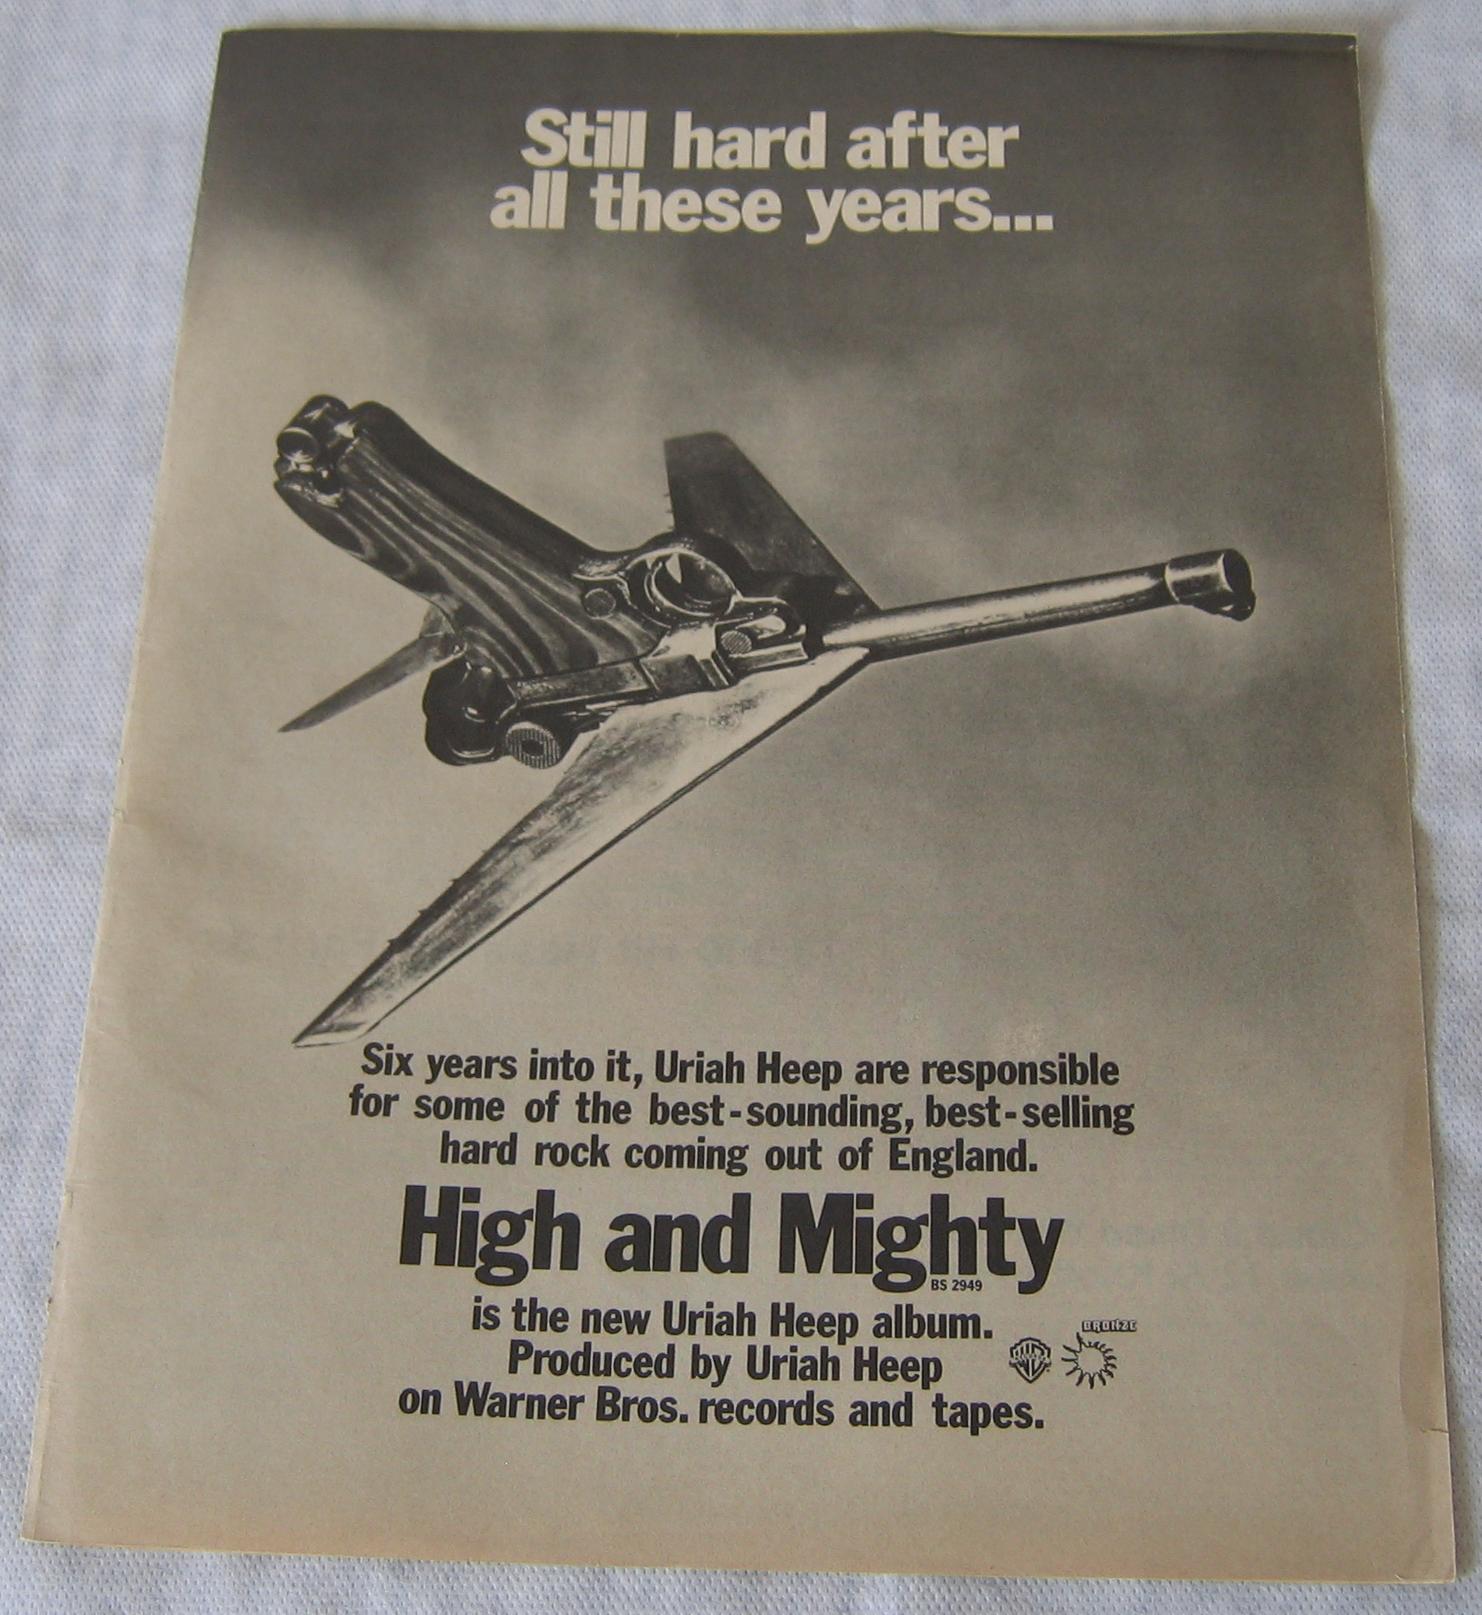 Still hard after
all these years...
Six years into it, Uriah Heep are responsible
for some of the best-sounding, best-selling
hard rock coming out of England.
High and Mighty
BS 2949
is the new Uriah Heep album.
Produced by Uriah Heep
on Warner Bros. records and tapes.
BRONZE